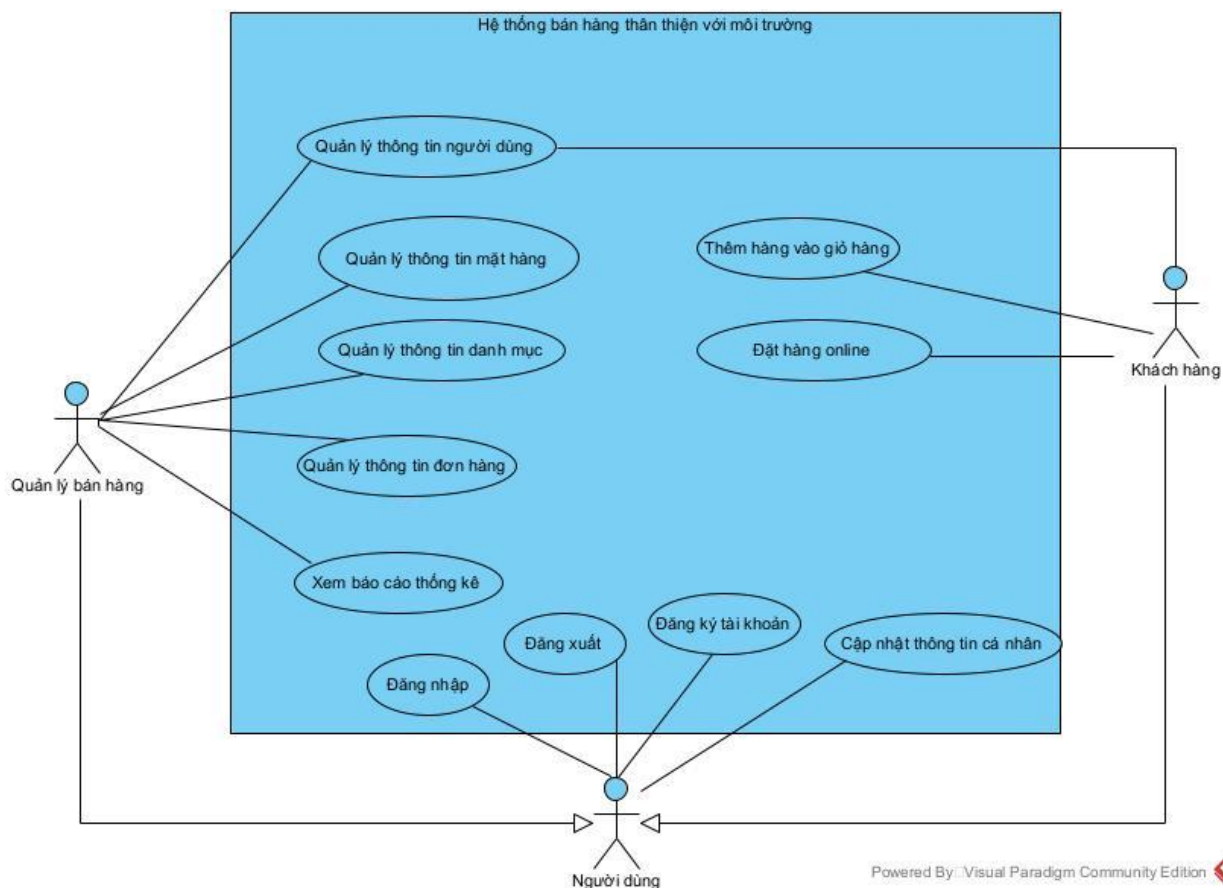 Hệ thống bán hàng thân thiện với môi trường
Quản lý thông tin người dùng
Quản lý thông tin mặt hàng
Thêm hàng vào giỏ hàng
Quản lý thông tin danh mục
Đặt hàng online
Khách hàng
Quản lý thông tin đơn hàng
Quản lý bán hàng
Xem báo cáo thống kê
Đăng ký tài khoản
Đăng xuất
Cập nhật thông tin cá nhân
Đăng nhập
Người dùng
Powered By Visual Paradigm Community Edition